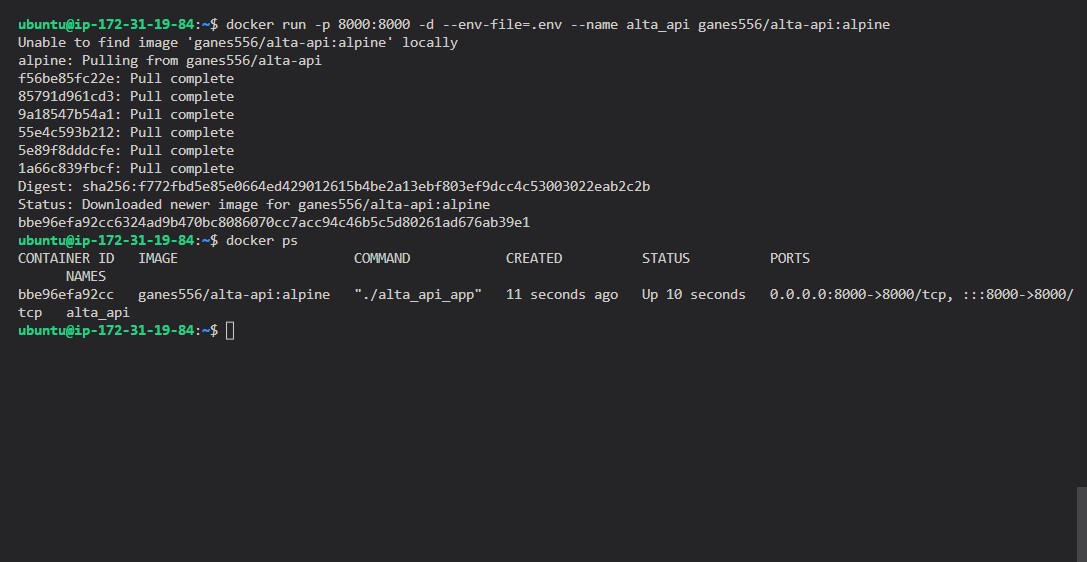 ubuntu@ip-172-31-19-84:~$ docker run -p 8000:8000 -d --env-file=.env --name alta_api ganes556/alta-api:alpine
Unable to find image 'ganes556/alta-api:alpine' locally
alpine: Pulling from ganes556/alta-api
f56be85fc22e: Pull complete
85791d961cd3: Pull complete
9a18547b54a1: Pull complete
55e4c593b212: Pull complete
5e89f8dddcfe: Pull complete
1a66c839fbcf: Pull complete
Digest: sha256:f772fbd5e85e0664ed429012615b4be2a13ebf803ef9dcc4c53003022eab2c2b
Status: Downloaded newer image for ganes556/alta-api:alpine
bbe96efa92cc6324ad9b470bc8086070cc7acc94c46b5c5d80261ad676ab39e1
ubuntu@ip-172-31-19-84:~$ docker ps
CONTAINER ID   IMAGE                      COMMAND            CREATED          STATUS          PORTS
      NAMES
bbe96efa92cc   ganes556/alta-api:alpine   "./alta_api_app"   11 seconds ago   Up 10 seconds   0.0.0.0:8000->8000/tcp, :::8000->8000/
tcp   alta_api
ubuntu@ip-172-31-19-84:~$